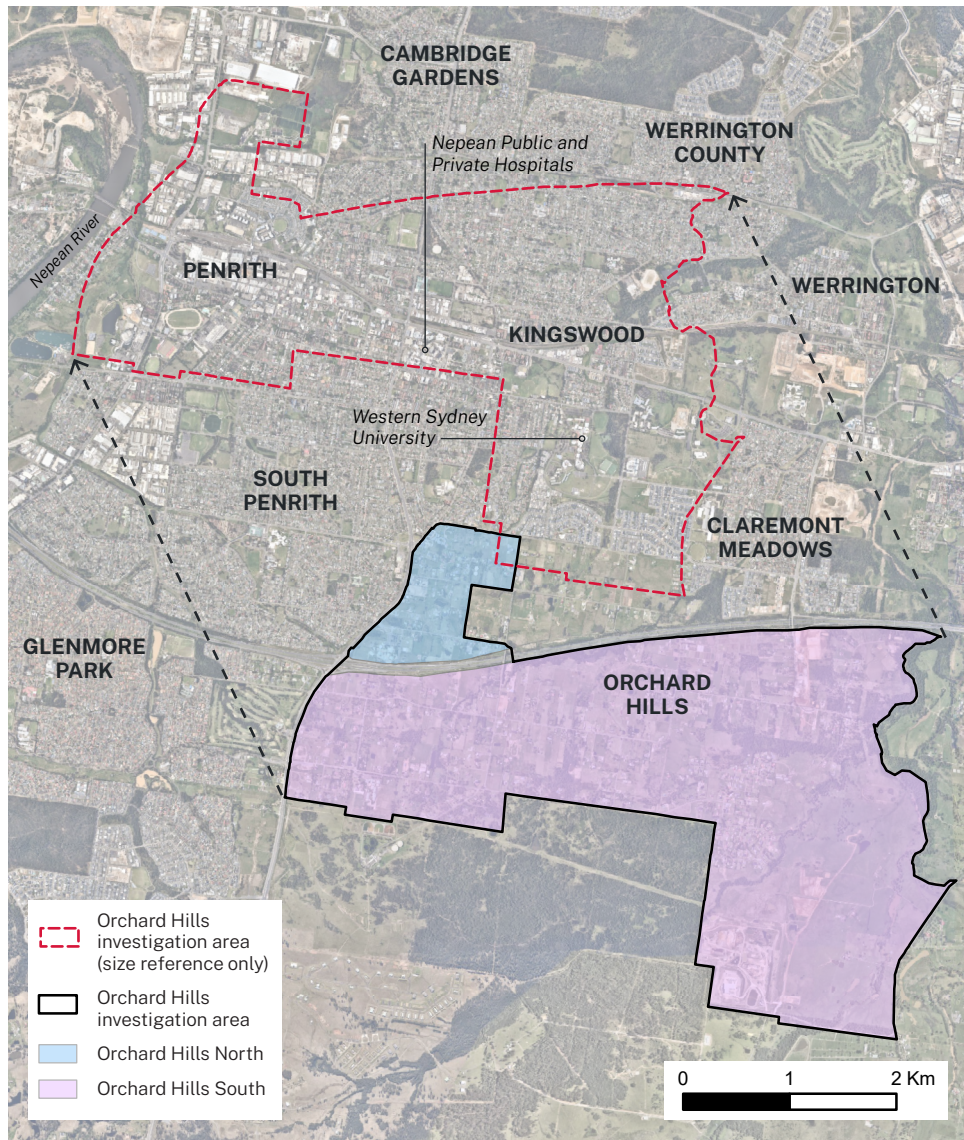 CAMBRIDGE
GARDENS
Nepean Public and
Private Hospitals
WERRINGTON
COUNTY
Nepean River
PENRITH
WERRINGTON
KINGSWOOD
Western Sydney
University
SOUTH
PENRITH
CLAREMONT
MEADOWS
GLENMORE
PARK
ORCHARD
HILLS
Orchard Hills
investigation area
(size reference only)
Orchard Hills
investigation area
Orchard Hills North
Orchard Hills South
0 1 2 Km